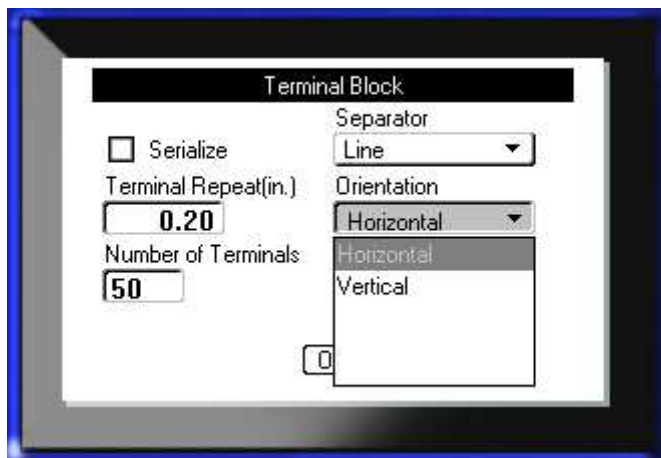 Terminal Block
Separator
Serialize
Line
Terminal Repeat(in.)
Orientation
0.20
Horizontal
Number of Terminals
Horizontal
50
Vertical